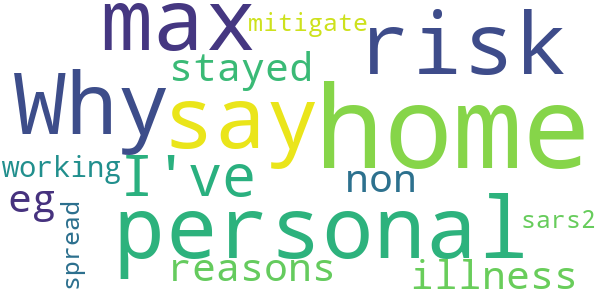 max
mitigate
risk
stayed
Why
say
home
working
I've
non
eg
personal
spread
sars2
reasons
illness